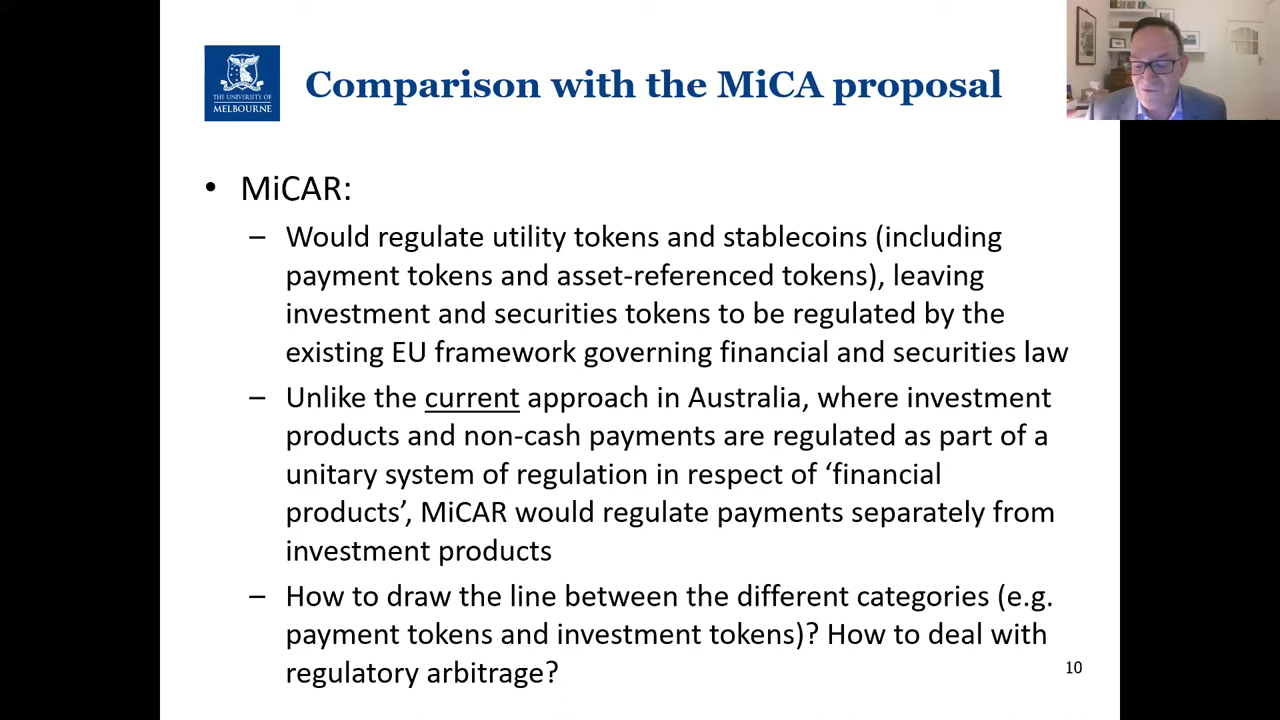 THE UNIVERSITY OF
MELBOURNE
Comparison with the MiCA proposal
• MiCAR:
– Would regulate utility tokens and stablecoins (including
payment tokens and asset-referenced tokens), leaving
investment and securities tokens to be regulated by the
existing EU framework governing financial and securities law
– Unlike the current approach in Australia, where investment
products and non-cash payments are regulated as part of a
unitary system of regulation in respect of ‘financial
products’, MiCAR would regulate payments separately from
investment products
– How to draw the line between the different categories (e.g.
payment tokens and investment tokens)? How to deal with
regulatory arbitrage?
10